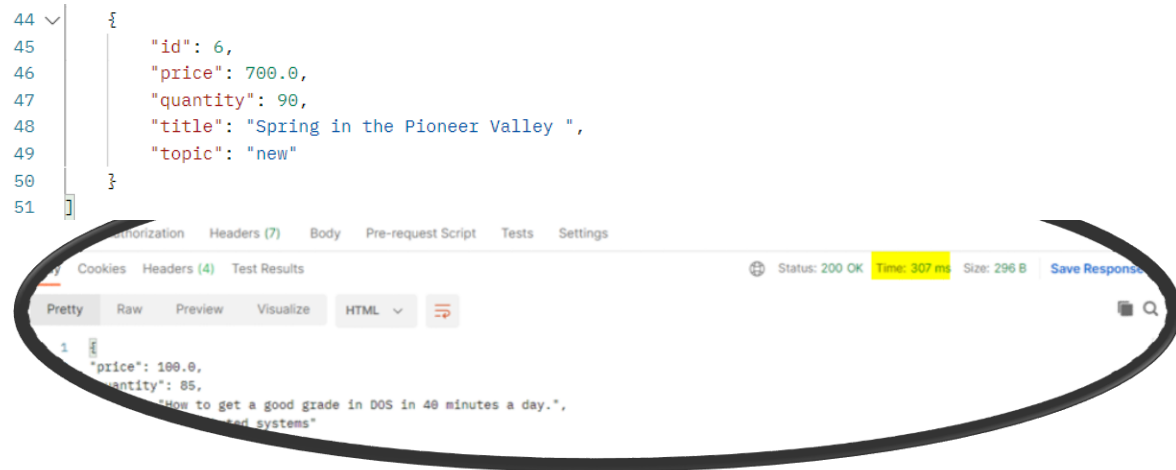 44 {
45 "id": 6,
46 "price": 700.0,
47 "quantity": 90,
48 "title": "Spring in the Pioneer Valley ",
49 "topic": "new"
50 }
51 ]
Headers (7) Body Pre-request Script Tests Settings
Cookies Headers (4) Test Results Status: 200 OK Time: 307 ms Size: 296 B Save Response
Pretty Raw Preview Visualize HTML
1 {
"price": 100.0,
85,
"How to get a good grade in DOS in 40 minutes a day.",
systems"